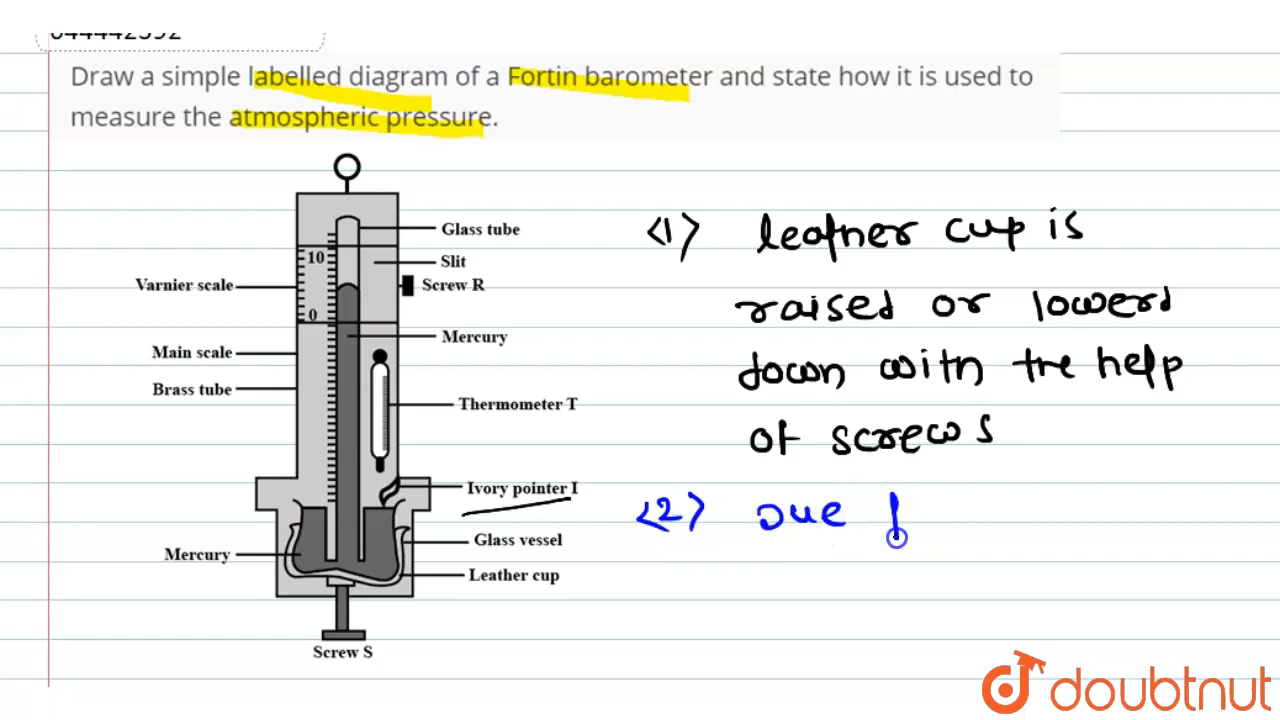 Draw a simple labelled diagram of a Fortin barometer and state how it is used to
measure the atmospheric pressure.
Glass tube
10
Slit
Varnier scale
Screw R
0
Mercury
Main scale
Brass tube
Thermometer T
Ivory pointer I
Mercury
Glass vessel
Leather cup
Screw S
<1> leather cup is
raised or lowerd
down with the help
of screw S
<2> Due
doubtnut